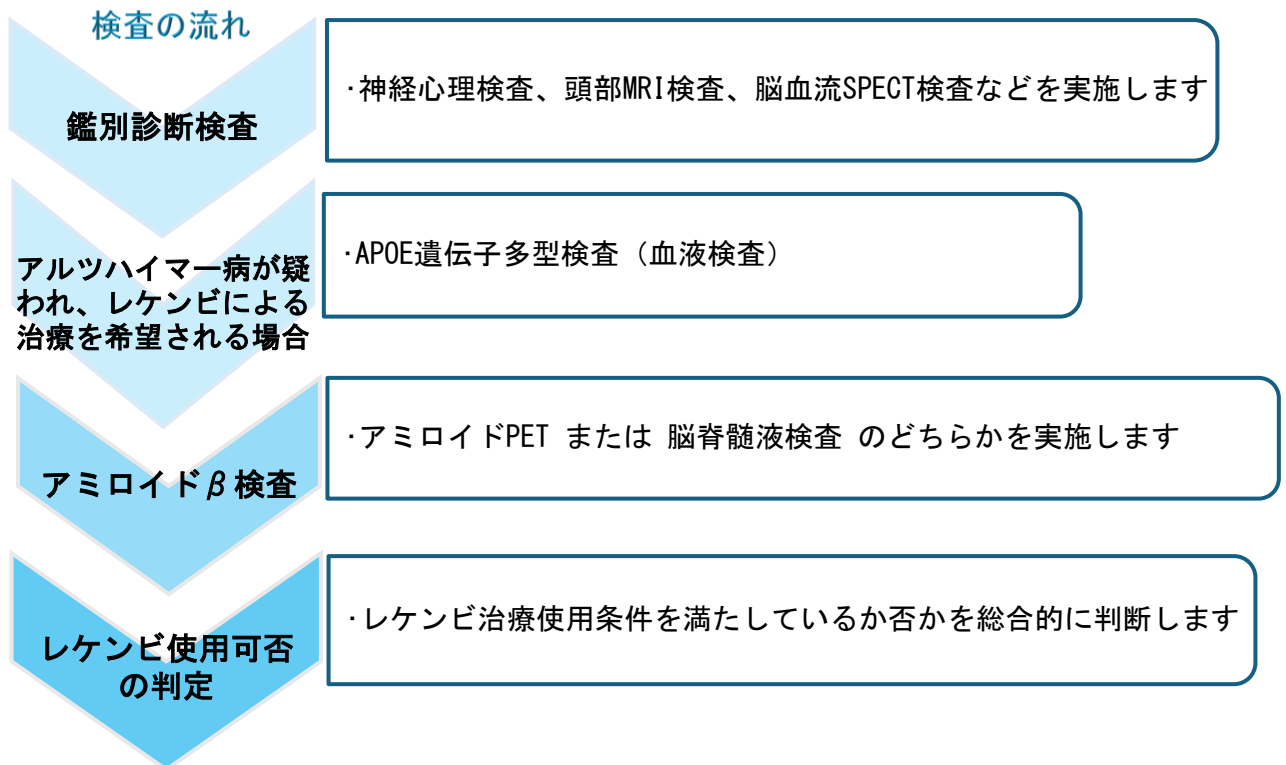 検査の流れ
鑑別診断検査
・神経心理検査、頭部MRI検査、脳血流SPECT検査などを実施します
アルツハイマー病が疑
われ、レケンビによる
治療を希望される場合
・APOE遺伝子多型検査（血液検査）
アミロイドβ検査
・アミロイドPET または 脳脊髄液検査 のどちらかを実施します
レケンビ使用可否
の判定
・レケンビ治療使用条件を満たしているか否かを総合的に判断します